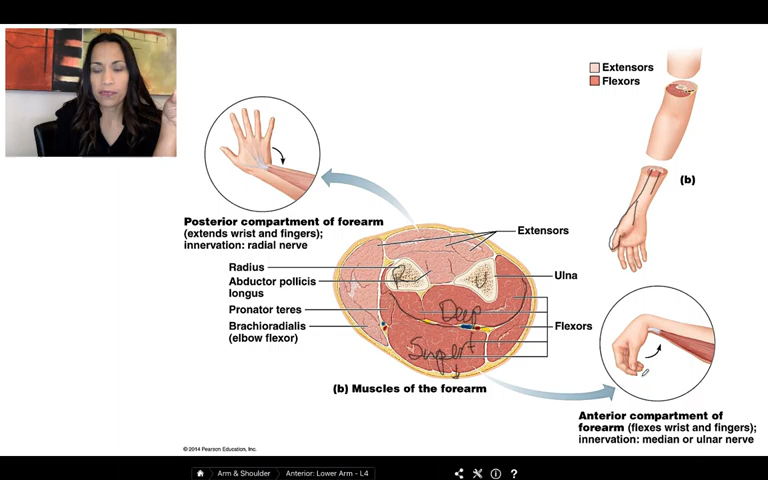 Extensors
Flexors
(b)
Posterior compartment of forearm
(extends wrist and fingers);
innervation: radial nerve
Extensors
Radius
Abductor pollicis
longus
Pronator teres
Brachioradialis
(elbow flexor)
R
U
Ulna
Deep
Flexors
(b) Muscles of the forearm
Anterior compartment of
forearm (flexes wrist and fingers);
innervation: median or ulnar nerve
© 2014 Pearson Education, Inc.
Arm & Shoulder
Anterior: Lower Arm - L4